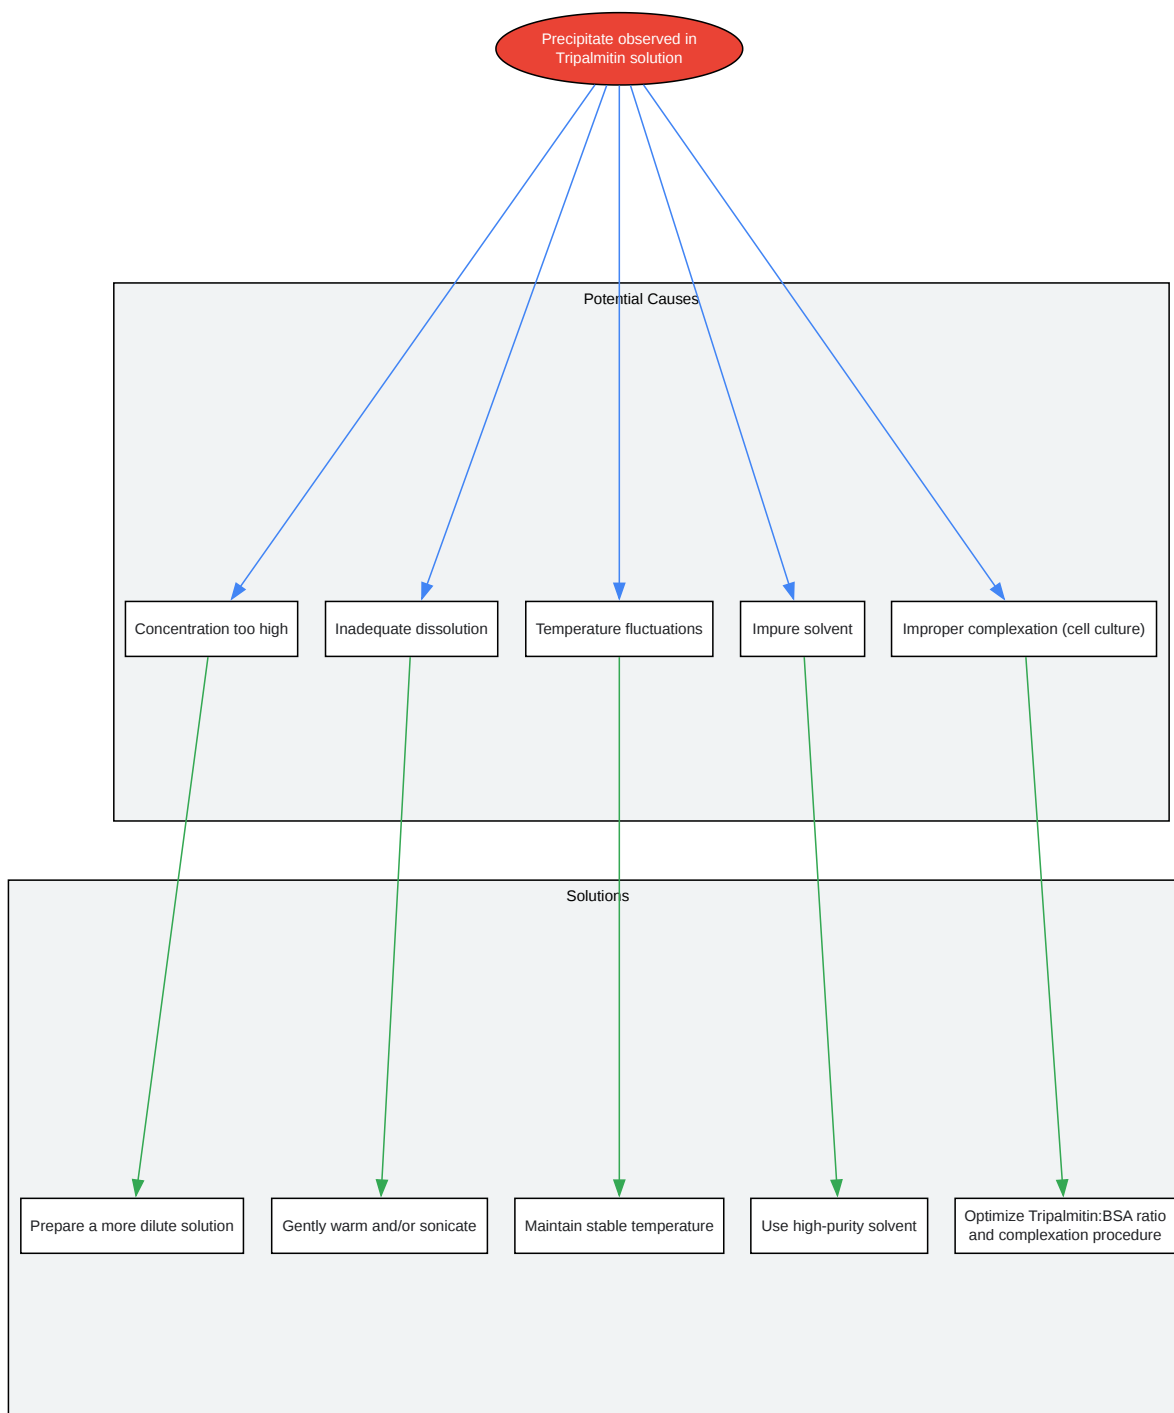 Precipitate observed in
Tripalmitin solution
Potential Causes
Concentration too high
Inadequate dissolution
Temperature fluctuations
Impure solvent
Improper complexation (cell culture)
Solutions
Prepare a more dilute solution
Gently warm and/or sonicate
Maintain stable temperature
Use high-purity solvent
Optimize Tripalmitin:BSA ratio
and complexation procedure